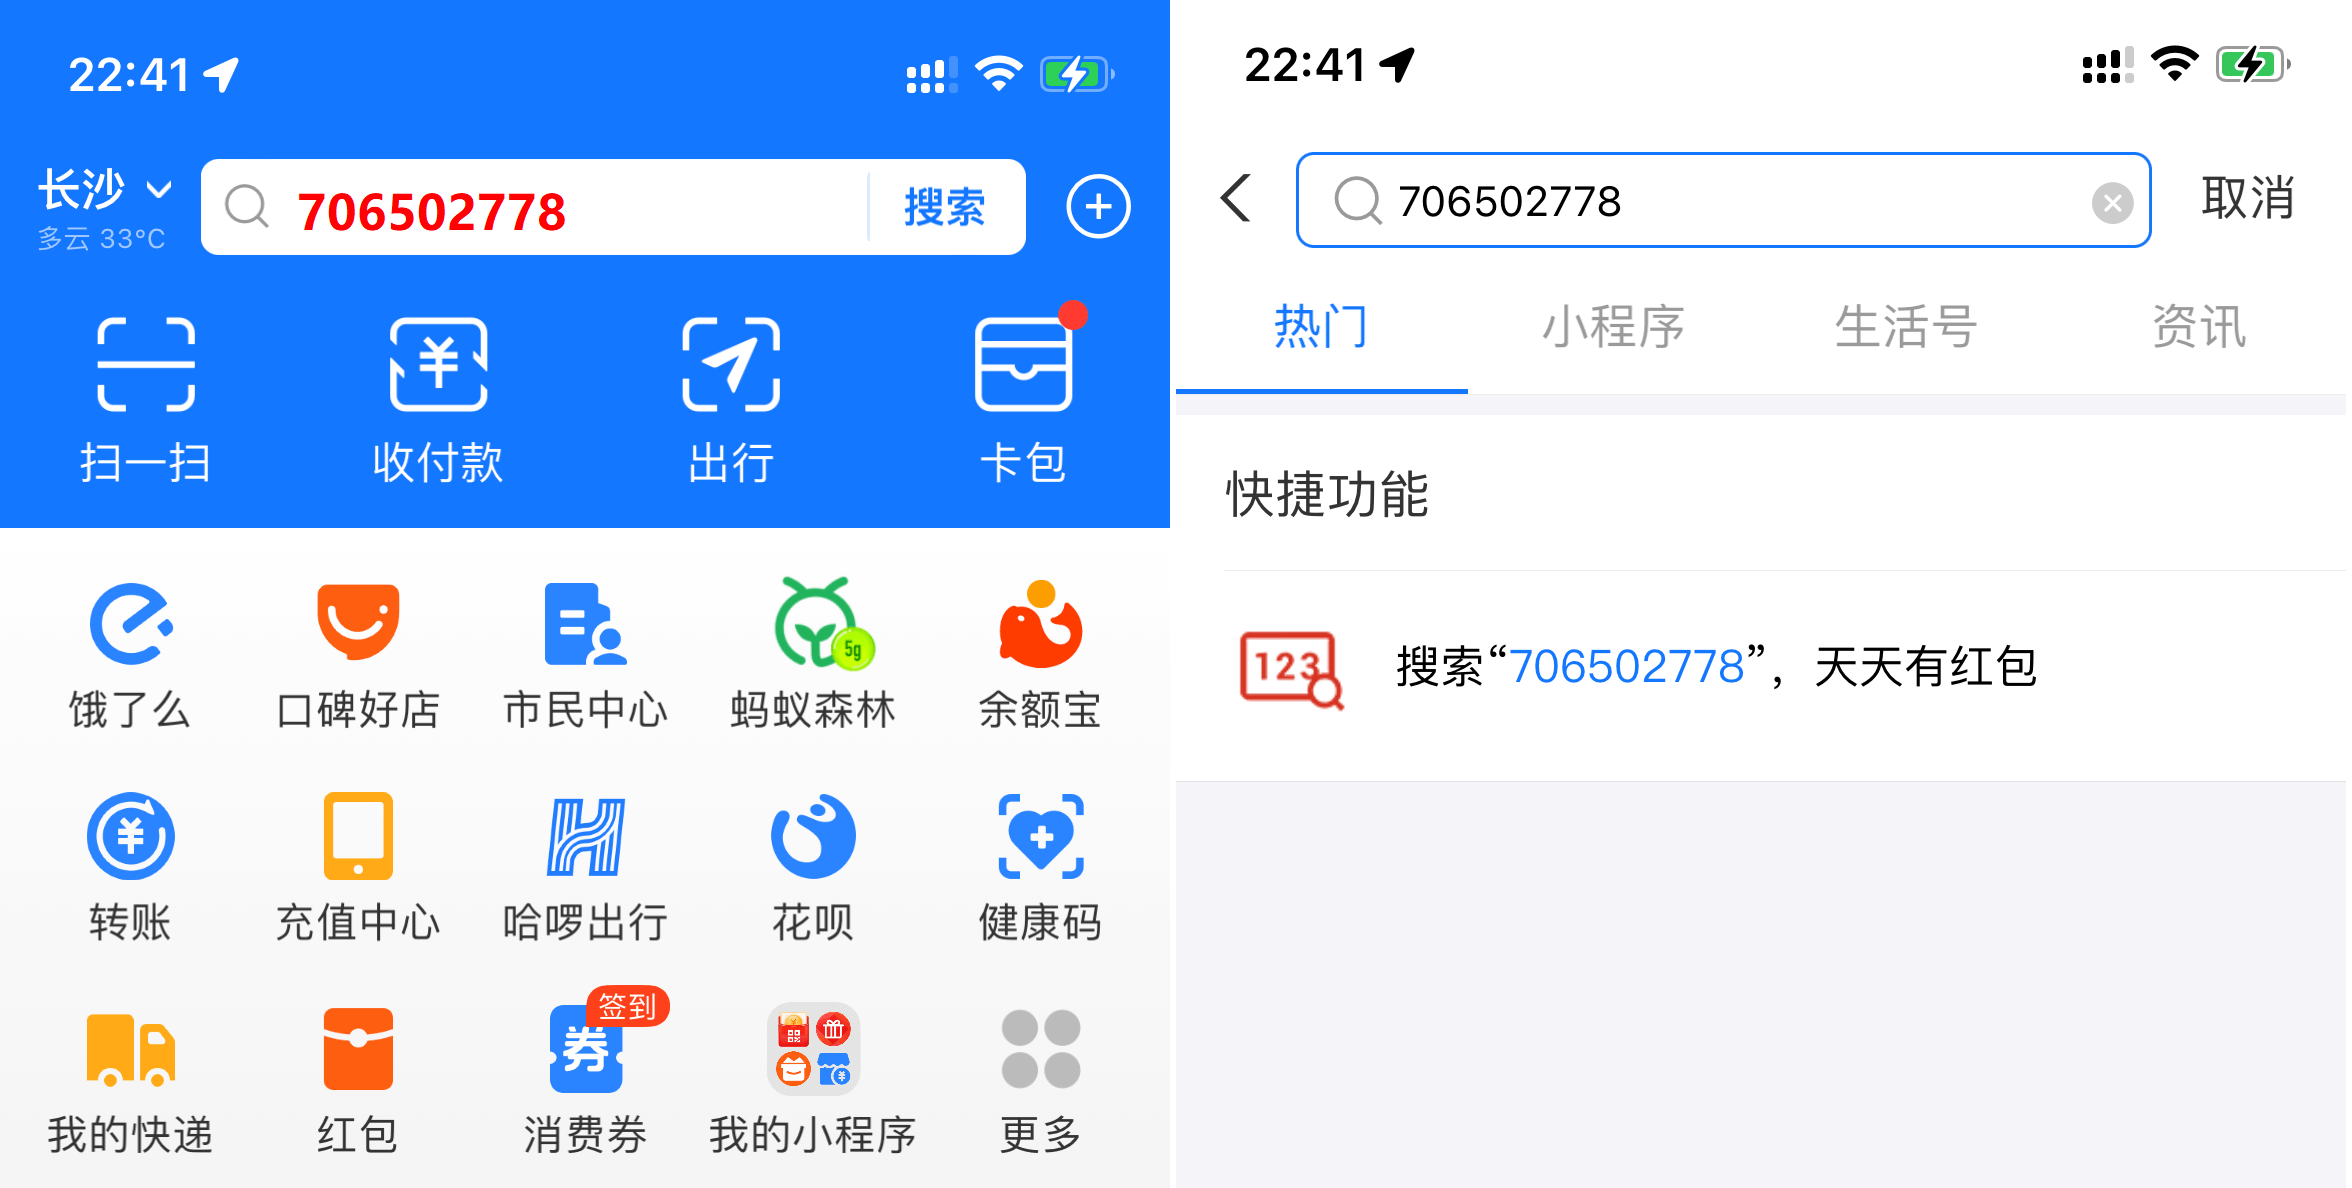 22:41
长沙
多云 33°C
706502778
搜索
扫一扫
收付款
出行
卡包
饿了么
口碑好店
市民中心
5g
蚂蚁森林
余额宝
转账
充值中心
哈啰出行
花呗
健康码
签到
券
我的快递
红包
消费券
我的小程序
更多
22:41
706502778
取消
热门
小程序
生活号
资讯
快捷功能
123
搜索“706502778”，天天有红包